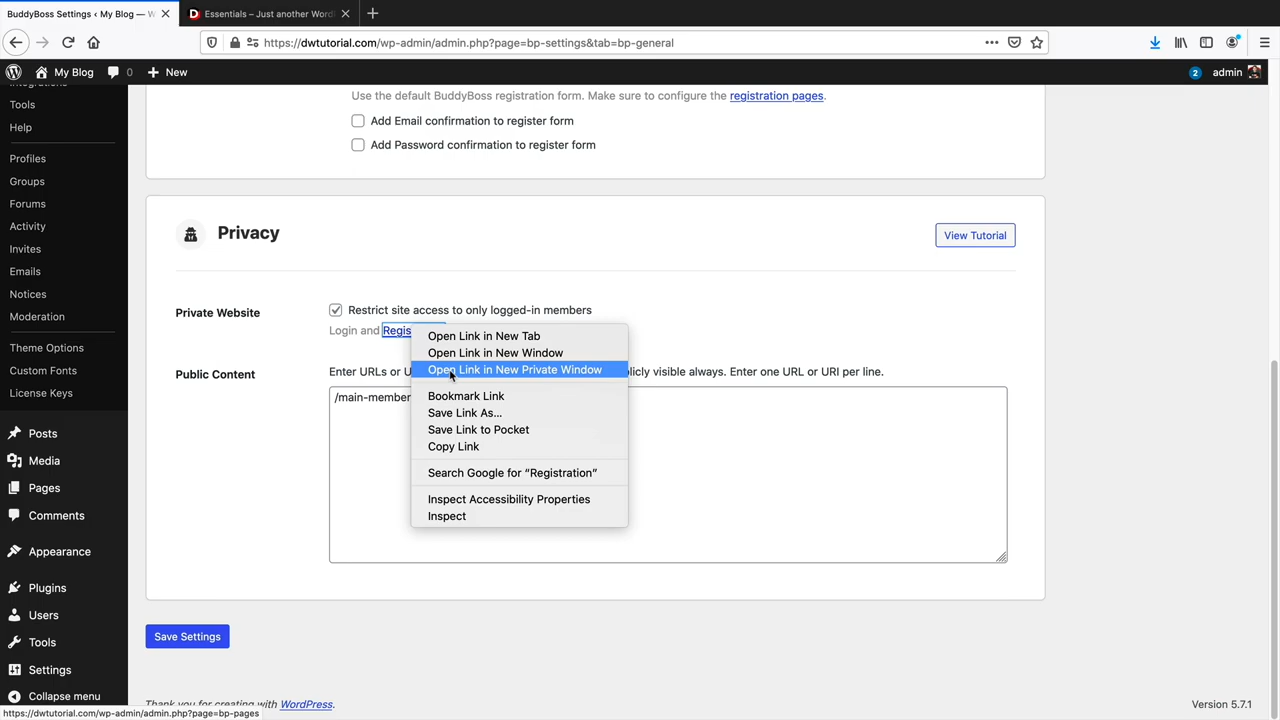 BuddyBoss Settings ‹ My Blog — W
Essentials – Just another Word
https://dwtutorial.com/wp-admin/admin.php?page=bp-settings&tab=bp-general
My Blog
0
New
2
admin
Tools
Help
Profiles
Groups
Forums
Activity
Invites
Emails
Notices
Moderation
Theme Options
Custom Fonts
License Keys
Posts
Media
Pages
Comments
Appearance
Plugins
Users
Tools
Settings
Collapse menu
Use the default BuddyBoss registration form. Make sure to configure the registration pages.
Add Email confirmation to register form
Add Password confirmation to register form
Privacy
View Tutorial
Private Website
Restrict site access to only logged-in members
Login and Regis
Public Content
Enter URLs or U
licly visible always. Enter one URL or URI per line.
/main-member
Open Link in New Tab
Open Link in New Window
Open Link in New Private Window
Bookmark Link
Save Link As...
Save Link to Pocket
Copy Link
Search Google for “Registration”
Inspect Accessibility Properties
Inspect
Save Settings
Thank you for creating with WordPress.
Version 5.7.1
https://dwtutorial.com/wp-admin/admin.php?page=bp-pages